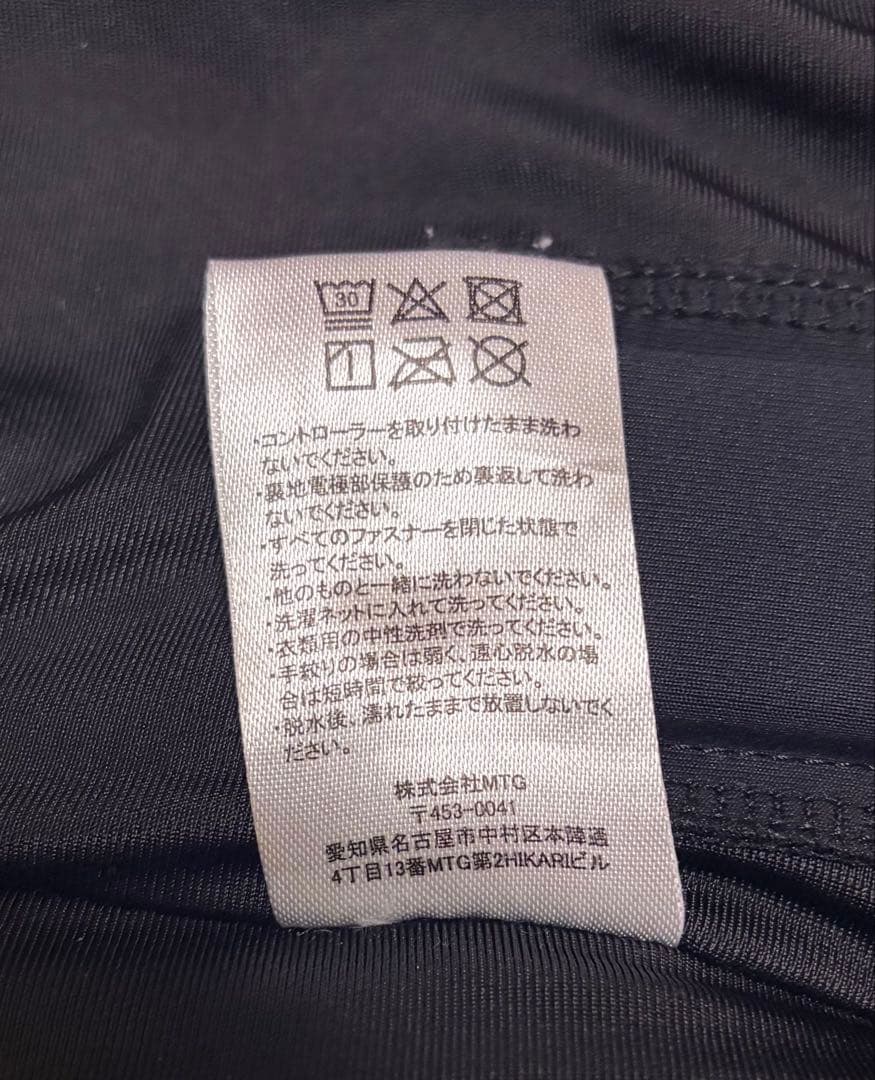 30
・コントローラーを取り付けたまま洗わ
ないでください。
・裏地電極部保護のため裏返して洗わ
ないでください。
・すべてのファスナーを閉じた状態で
洗ってください。
・他のものと一緒に洗わないでください。
・洗濯ネットに入れて洗ってください。
・衣類用の中性洗剤で洗ってください。
・手絞りの場合は弱く、遠心脱水の場
合は短時間で絞ってください。
・脱水後、濡れたままで放置しないでく
ださい。
株式会社MTG
〒453-0041
愛知県名古屋市中村区本陣通
4丁目13番MTG第2HIKARIビル